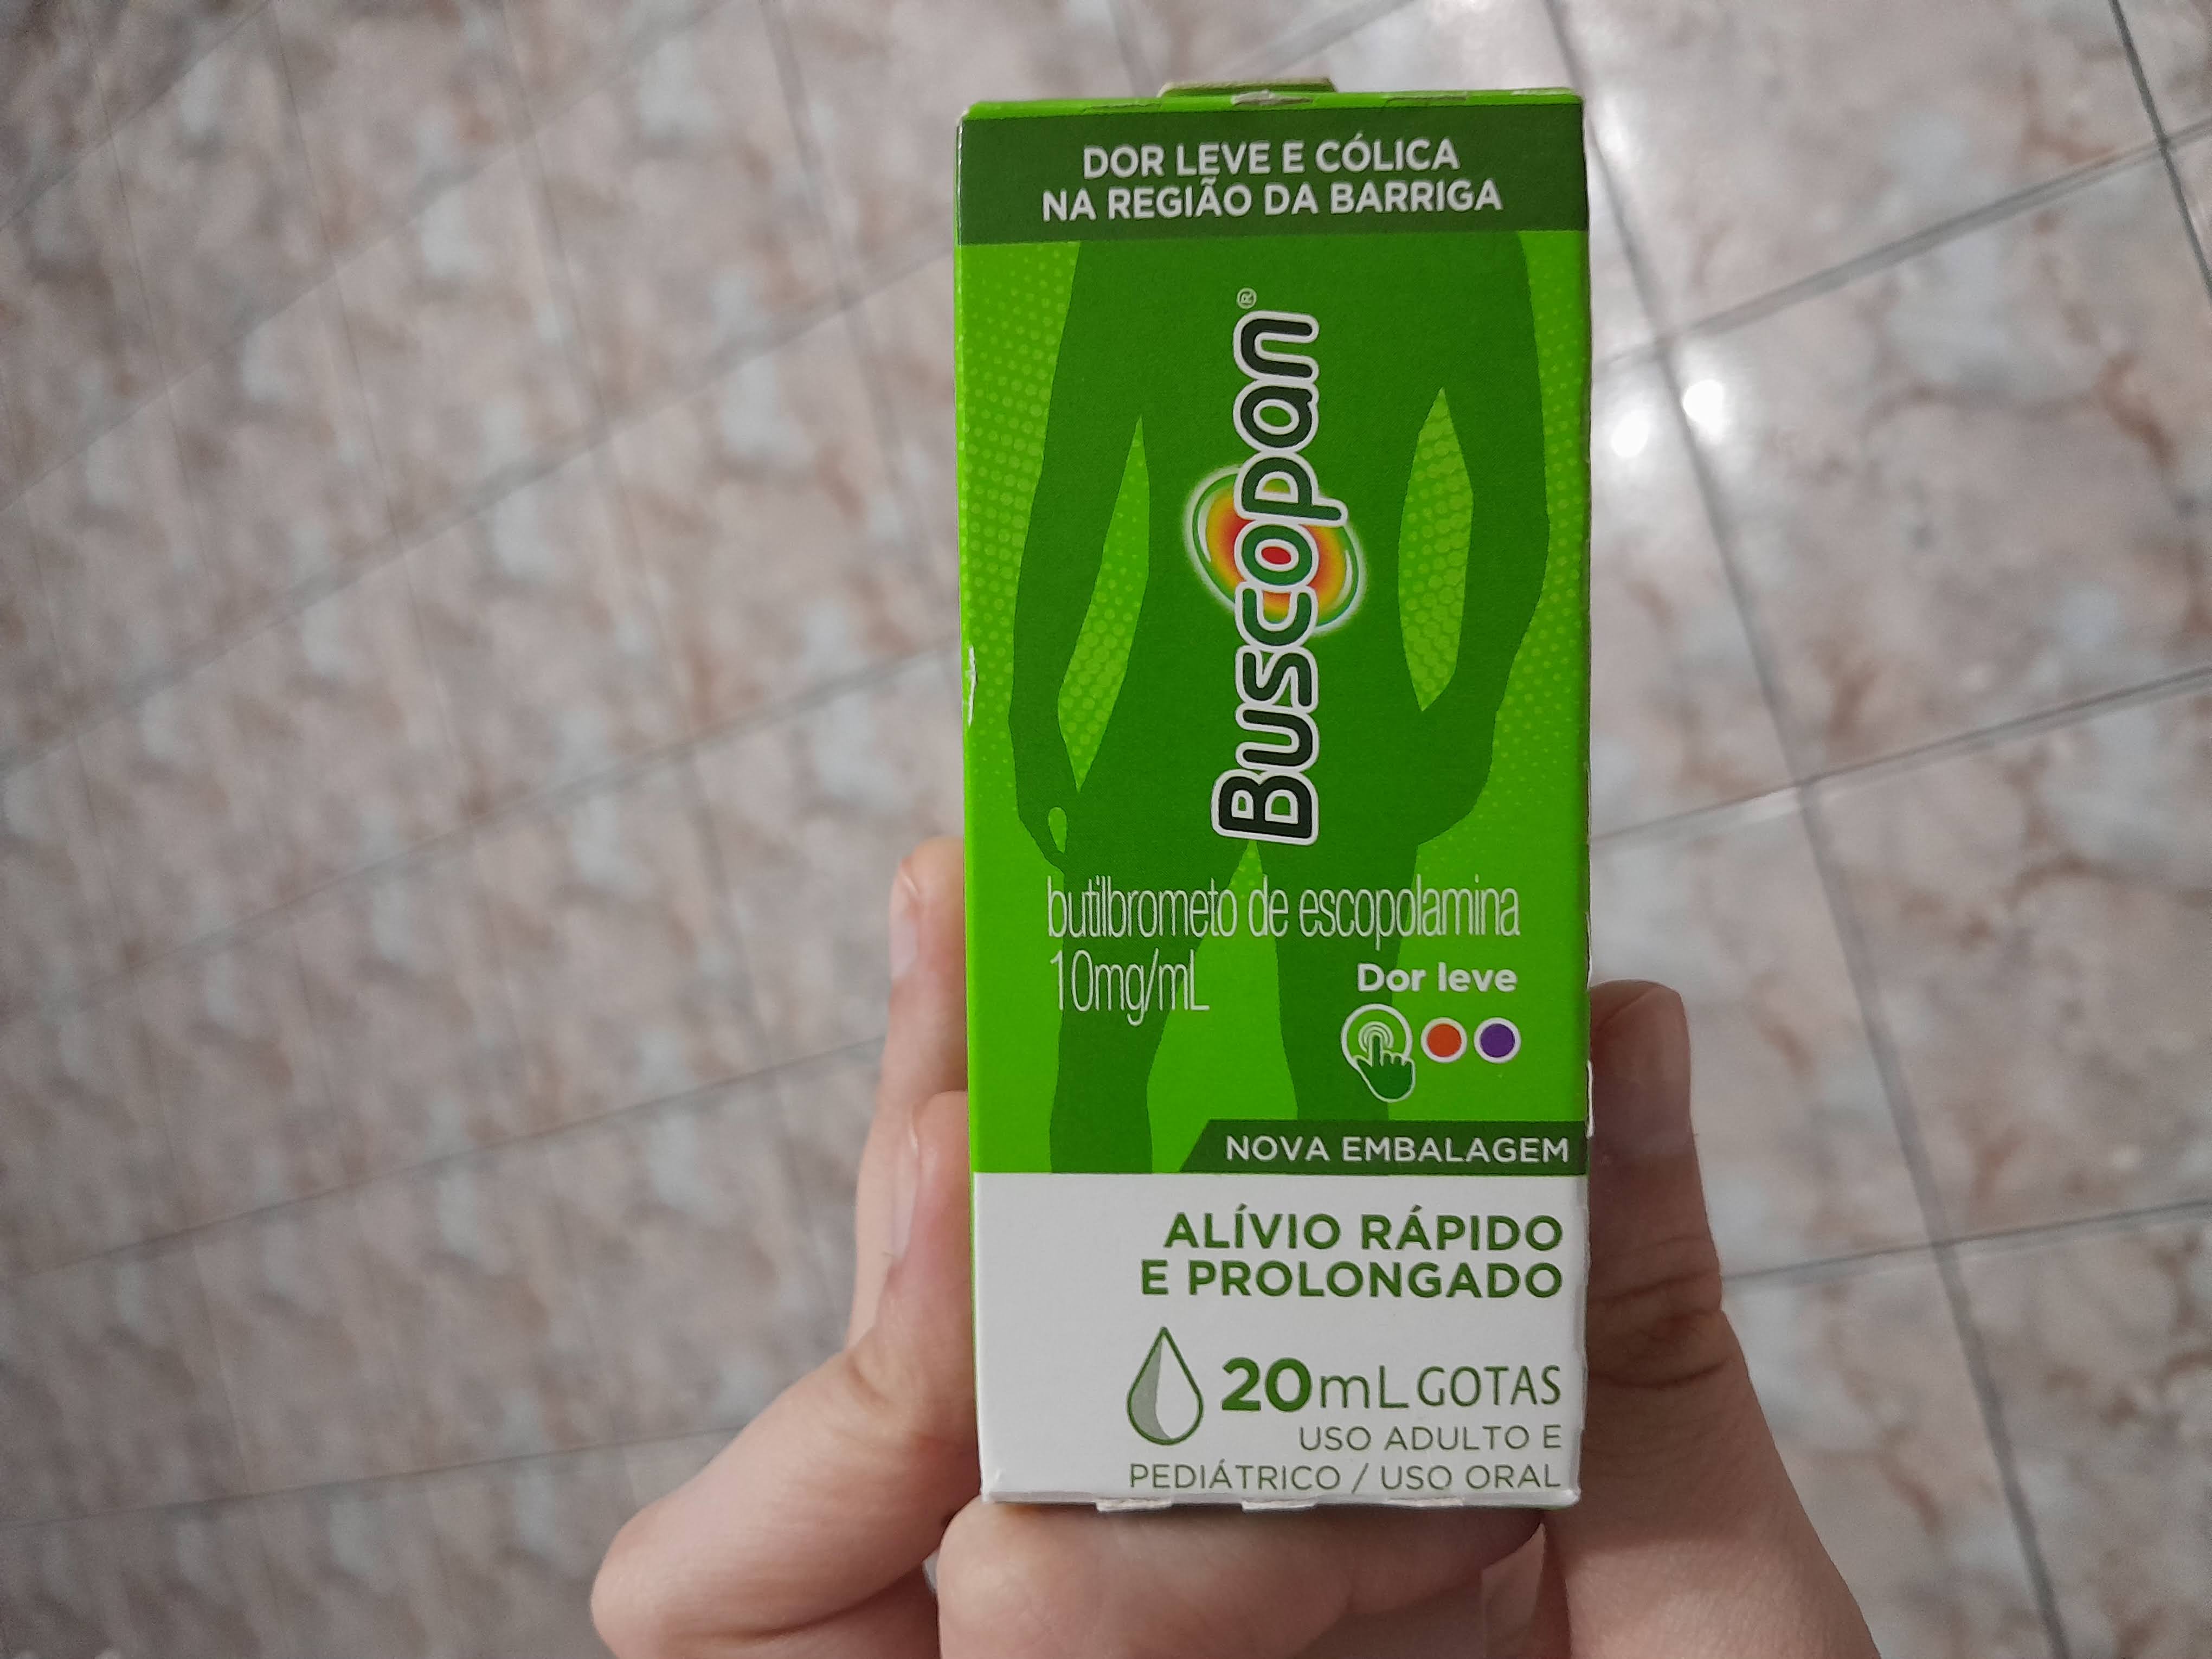 DOR LEVE E CÓLICA
NA REGIÃO DA BARRIGA
Buscopan®
butilbrometo de escopolamina
10mg/mL
Dor leve
NOVA EMBALAGEM
ALÍVIO RÁPIDO
E PROLONGADO
20mL GOTAS
USO ADULTO E
PEDIÁTRICO / USO ORAL